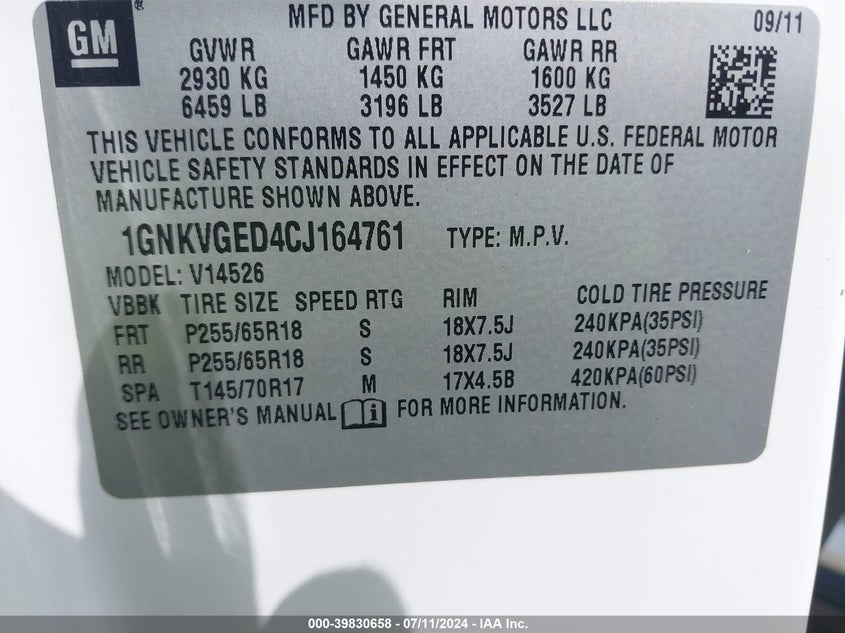 GM ®
MFD BY GENERAL MOTORS LLC 09/11
GVWR GAWR FRT GAWR RR
2930 KG 1450 KG 1600 KG
6459 LB 3196 LB 3527 LB
THIS VEHICLE CONFORMS TO ALL APPLICABLE U.S. FEDERAL MOTOR
VEHICLE SAFETY STANDARDS IN EFFECT ON THE DATE OF
MANUFACTURE SHOWN ABOVE.
1GNKVGED4CJ164761 TYPE: M.P.V.
MODEL: V14526
VBBK TIRE SIZE SPEED RTG RIM COLD TIRE PRESSURE
FRT P255/65R18 S 18X7.5J 240KPA(35PSI)
RR P255/65R18 S 18X7.5J 240KPA(35PSI)
SPA T145/70R17 M 17X4.5B 420KPA(60PSI)
SEE OWNER'S MANUAL i FOR MORE INFORMATION.
000-39830658 - 07/11/2024 - IAA Inc.